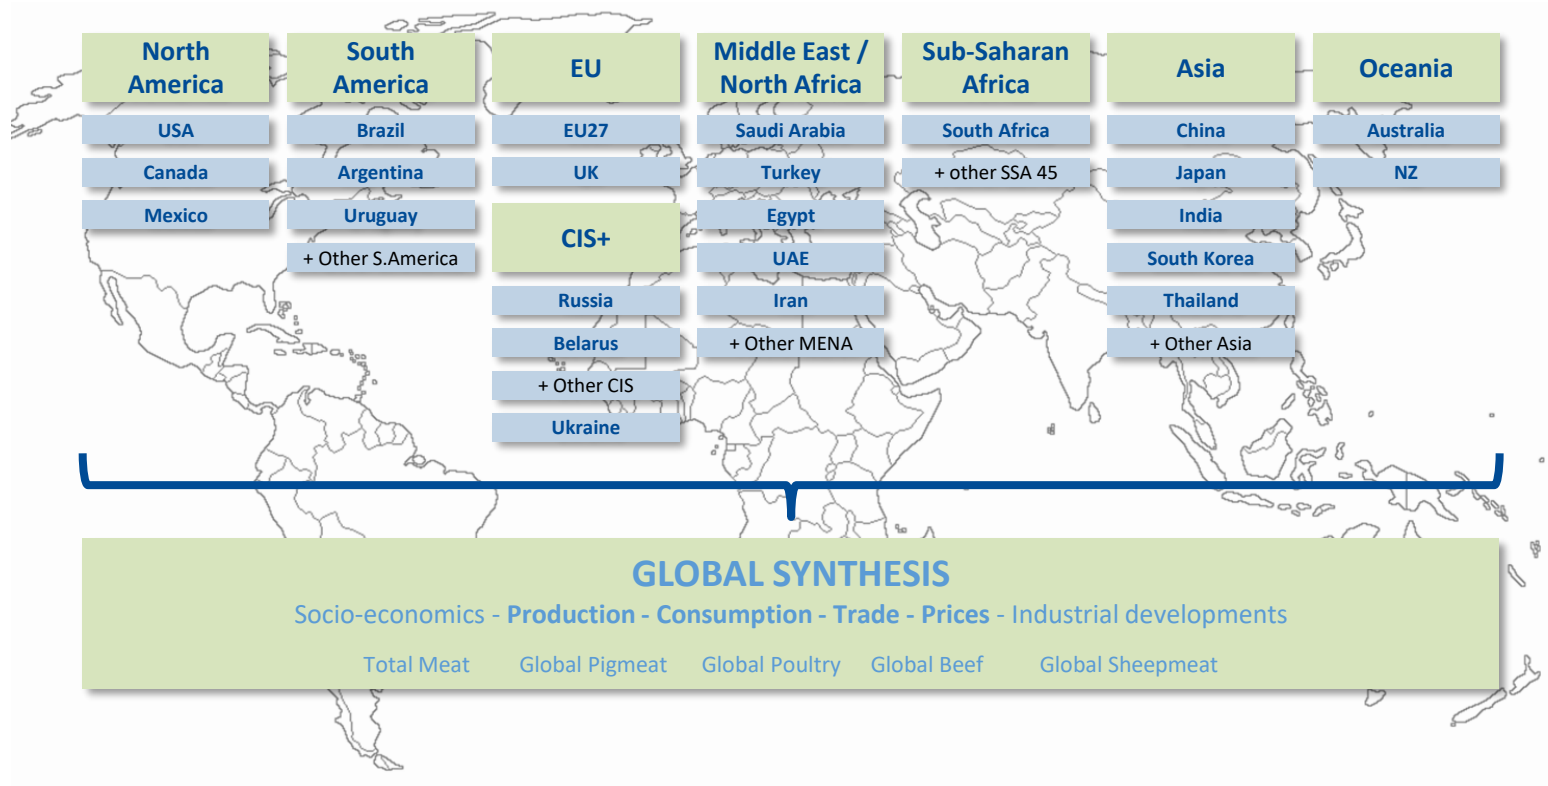 North
America
USA
Canada
Mexico
South
America
Brazil
Argentina
Uruguay
+ Other S.America
EU
EU27
UK
CIS+
Russia
Belarus
+ Other CIS
Ukraine
Middle East /
North Africa
Saudi Arabia
Turkey
Egypt
UAE
Iran
+ Other MENA
Sub-Saharan
Africa
South Africa
+ other SSA 45
Asia
China
Japan
India
South Korea
Thailand
+ Other Asia
Oceania
Australia
NZ
GLOBAL SYNTHESIS
Socio-economics - Production - Consumption - Trade - Prices - Industrial developments
Total Meat Global Pigmeat Global Poultry Global Beef Global Sheepmeat